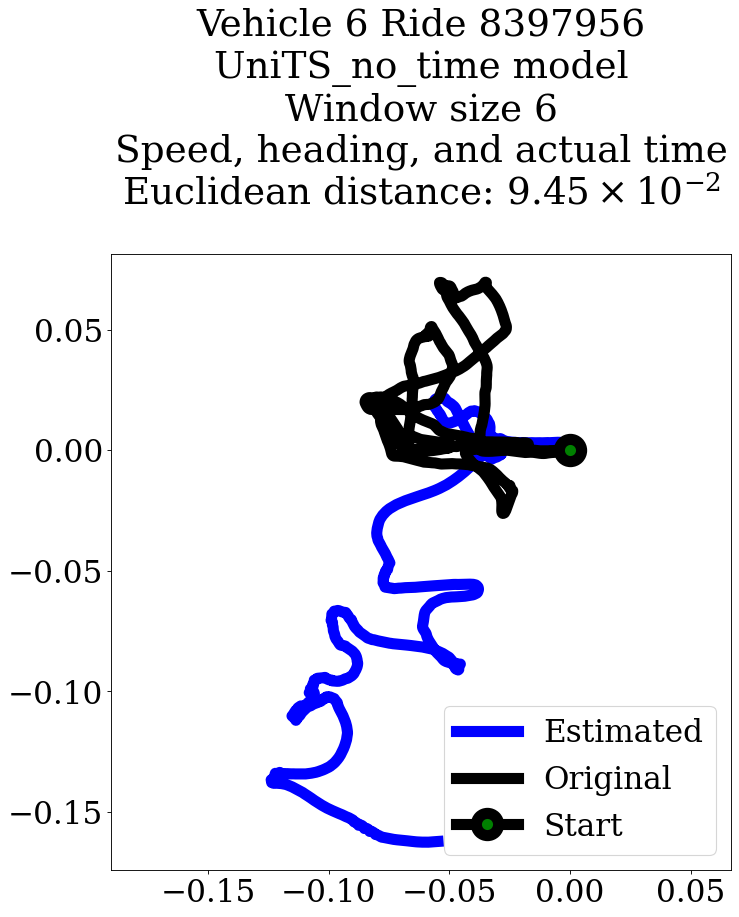 Vehicle 6 Ride 8397956
UniTS_no_time model
Window size 6
Speed, heading, and actual time
Euclidean distance: 9.45 × 10⁻²
0.05
0.00
−0.05
−0.10
−0.15
Estimated
Original
Start
−0.15 −0.10 −0.05 0.00 0.05